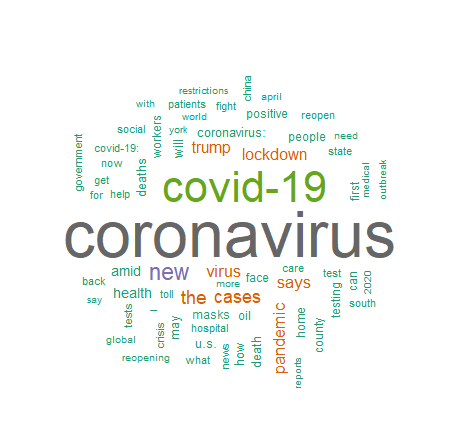 restrictions
china
with
patients
fight
april
world
positive
reopen
workers
social
york
coronavirus:
people
need
government
covid-19:
will
trump
lockdown
state
now
deaths
get
for
help
first
medical
outbreak
covid-19
coronavirus
back
amid
new
virus
face
care
test
more
says
can
2020
say
health
toll
the
cases
testing
south
tests
I
may
masks
oil
home
global
crisis
hospital
pandemic
county
reopening
u.s.
what
news
how
death
reports